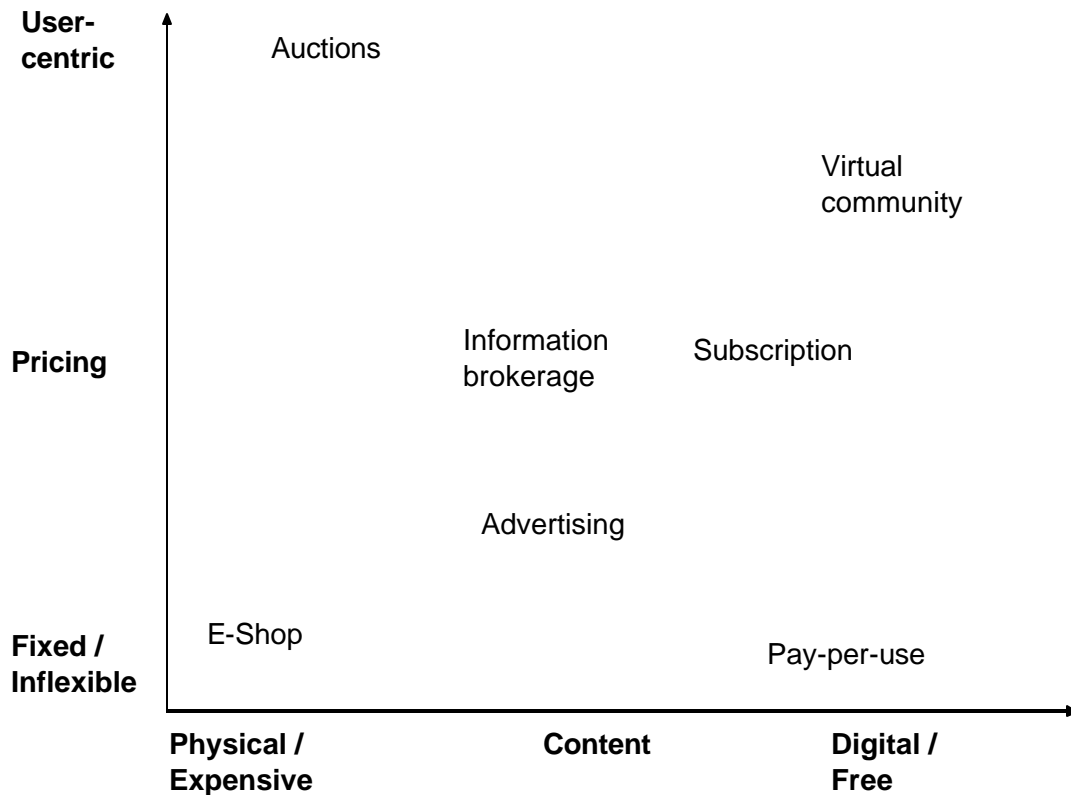 User-
centric
Auctions
Virtual
community
Pricing
Information
brokerage
Subscription
Advertising
E-Shop
Fixed /
Inflexible
Pay-per-use
Physical /
Expensive
Content
Digital /
Free